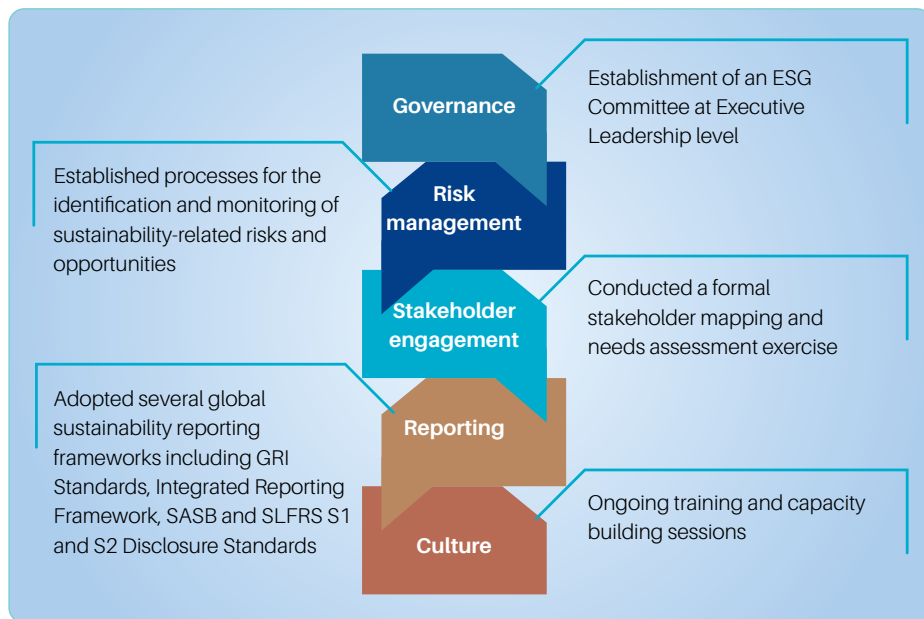 Governance
Establishment of an ESG
Committee at Executive
Leadership level
Risk
management
Established processes for the
identification and monitoring of
sustainability-related risks and
opportunities
Stakeholder
engagement
Conducted a formal
stakeholder mapping and
needs assessment exercise
Reporting
Adopted several global
sustainability reporting
frameworks including GRI
Standards, Integrated Reporting
Framework, SASB and SLFRS S1
and S2 Disclosure Standards
Culture
Ongoing training and capacity
building sessions